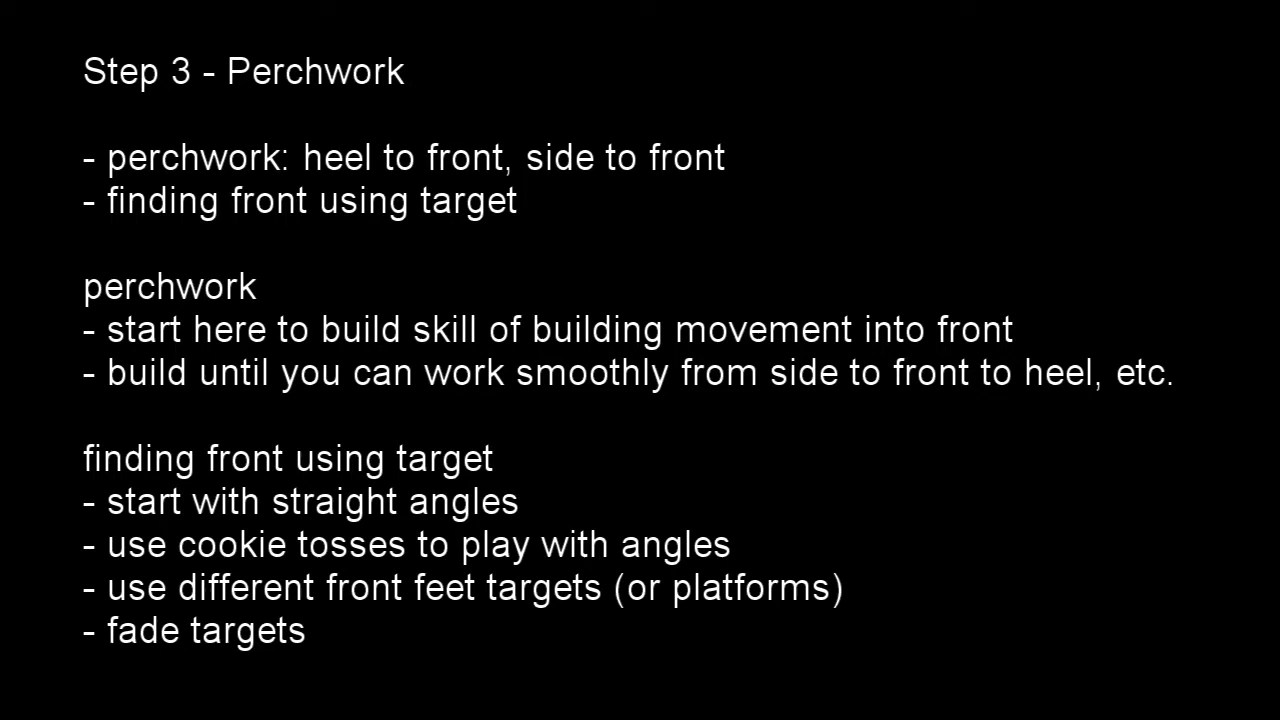 Step 3 - Perchwork
- perchwork: heel to front, side to front
- finding front using target
perchwork
- start here to build skill of building movement into front
- build until you can work smoothly from side to front to heel, etc.
finding front using target
- start with straight angles
- use cookie tosses to play with angles
- use different front feet targets (or platforms)
- fade targets